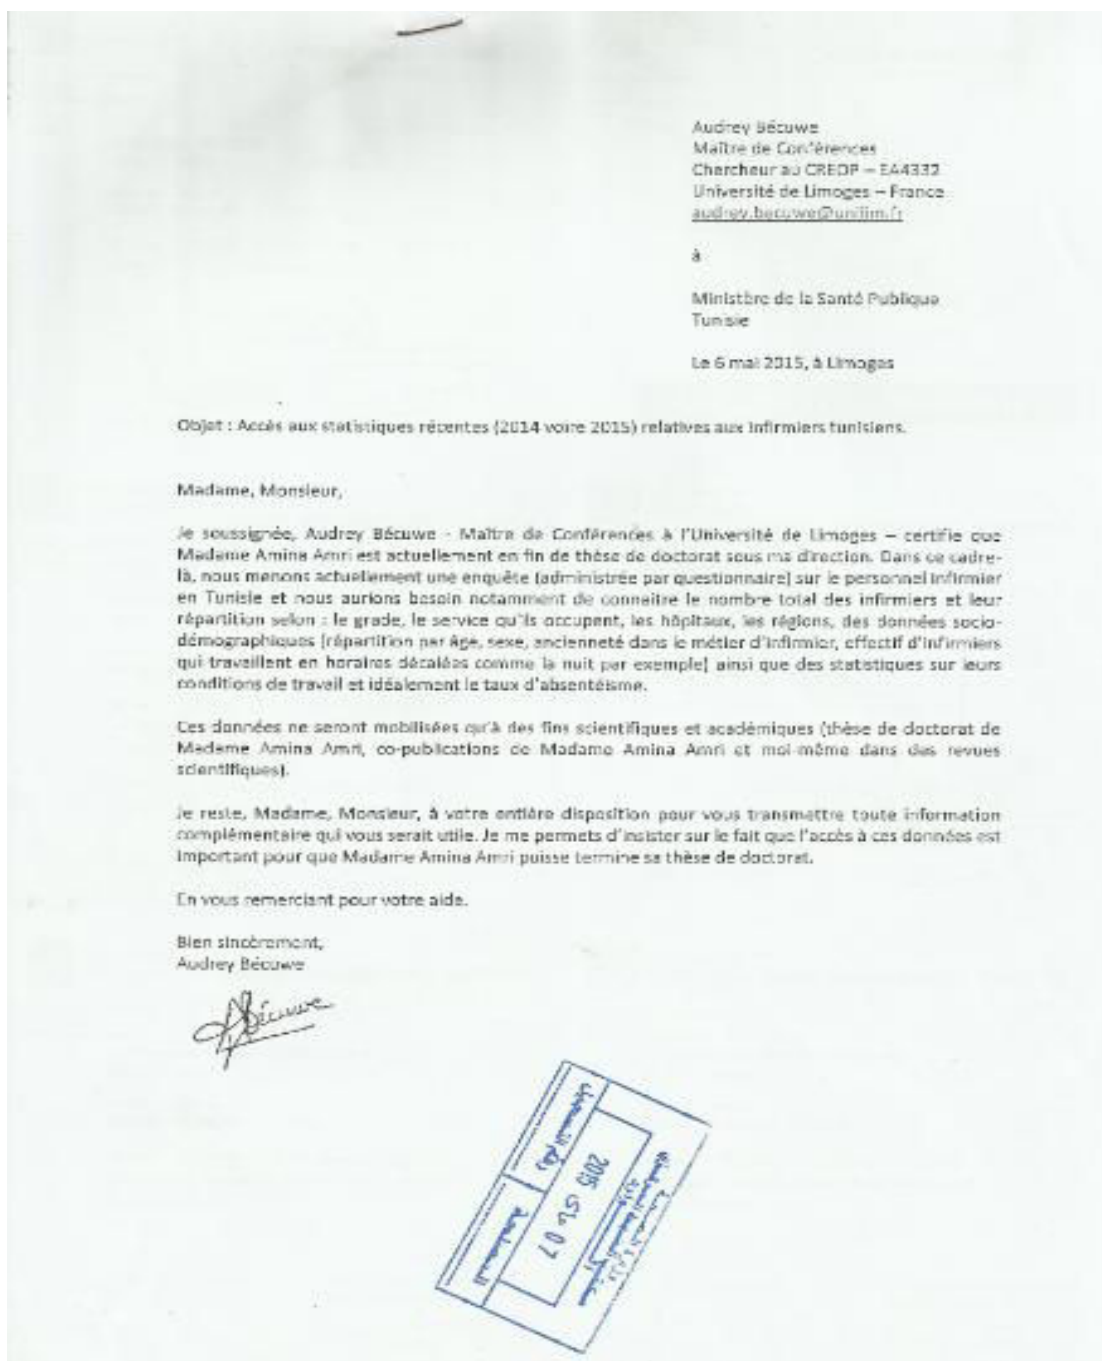 Audrey Bécuwe
Maître de Conférences
Chercheur au CREOP – EA4332
Université de Limoges – France
audrey.becuwe@unilim.fr
à
Ministère de la Santé Publique
Tunisie
Le 6 mai 2015, à Limoges
Objet : Accès aux statistiques récentes (2014 voire 2015) relatives aux infirmiers tunisiens.
Madame, Monsieur,
Je soussignée, Audrey Bécuwe - Maître de Conférences à l'Université de Limoges – certifie que
Madame Amina Amri est actuellement en fin de thèse de doctorat sous ma direction. Dans ce cadre-
là, nous menons actuellement une enquête (administrée par questionnaire) sur le personnel infirmier
en Tunisie et nous aurions besoin notamment de connaitre le nombre total des infirmiers et leur
répartition selon : le grade, le service qu'ils occupent, les hôpitaux, les régions, des données socio-
démographiques (répartition par âge, sexe, ancienneté dans le métier d'infirmier, effectif d'infirmiers
qui travaillent en horaires décalées comme la nuit par exemple) ainsi que des statistiques sur leurs
conditions de travail et idéalement le taux d'absentéisme.
Ces données ne seront mobilisées qu'à des fins scientifiques et académiques (thèse de doctorat de
Madame Amina Amri, co-publications de Madame Amina Amri et moi-même dans des revues
scientifiques).
Je reste, Madame, Monsieur, à votre entière disposition pour vous transmettre toute information
complémentaire qui vous serait utile. Je me permets d'insister sur le fait que l'accès à ces données est
important pour que Madame Amina Amri puisse termine sa thèse de doctorat.
En vous remerciant pour votre aide.
Bien sincèrement,
Audrey Bécuwe
ABécuwe
07 ماي 2015
رقم التسجيل
المصلحة